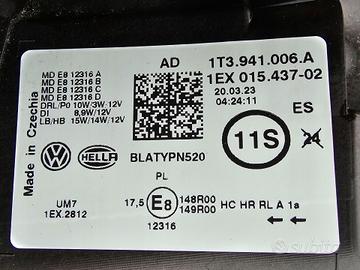 AD 1T3.941.006.A
1EX 015.437-02
MD E8 12316 A
MD E8 12316 B
MD E8 12316 C
MD E8 12316 D
DRL/P0 10W/3W/12V
DI 8,9W/12V
LB/HB 15W/14W/12V
20.03.23
04:24:11
ES
11S
24
Made in Czechia
HELLA
BLATYPN520
PL
UM7
1EX.2812
17,5 E8 148R00
149R00
HC HR RL A 1a
12316
subito